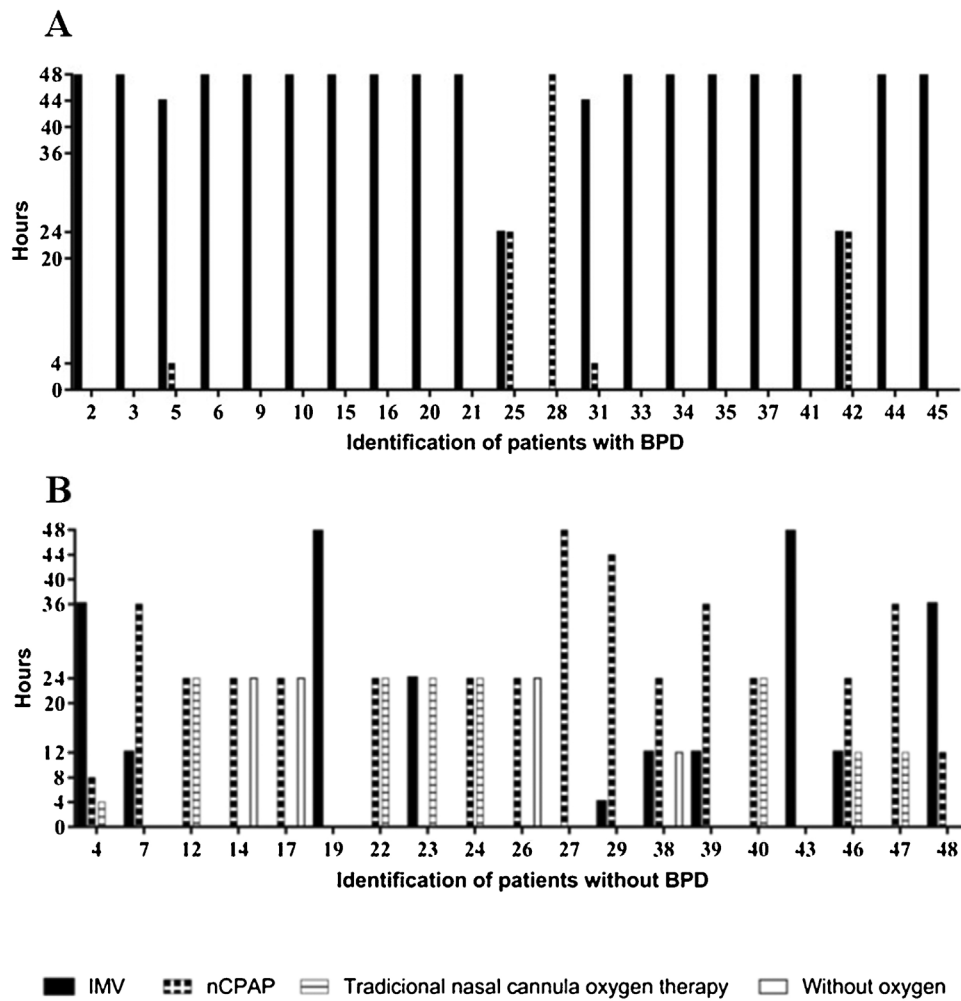 A
48
44
40
36
24
20
4
0
Hours
2 3 5 6 9 10 15 16 20 21 25 28 31 33 34 35 37 41 42 44 45
Identification of patients with BPD
B
48
44
40
36
24
20
12
8
4
0
Hours
4 7 12 14 17 19 22 23 24 26 27 29 38 39 40 43 46 47 48
Identification of patients without BPD
IMV nCPAP Tradicional nasal cannula oxygen therapy Without oxygen